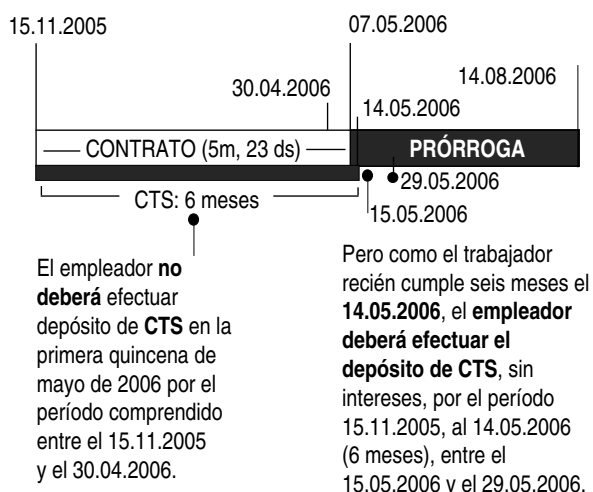 15.11.2005
07.05.2006
30.04.2006
14.08.2006
14.05.2006
CONTRATO (5m, 23 ds)
PRÓRROGA
CTS: 6 meses
29.05.2006
15.05.2006
El empleador no
deberá efectuar
depósito de CTS en la
primera quincena de
mayo de 2006 por el
período comprendido
entre el 15.11.2005
y el 30.04.2006.
Pero como el trabajador
recién cumple seis meses el
14.05.2006, el empleador
deberá efectuar el
depósito de CTS, sin
intereses, por el período
15.11.2005, al 14.05.2006
(6 meses), entre el
15.05.2006 y el 29.05.2006.